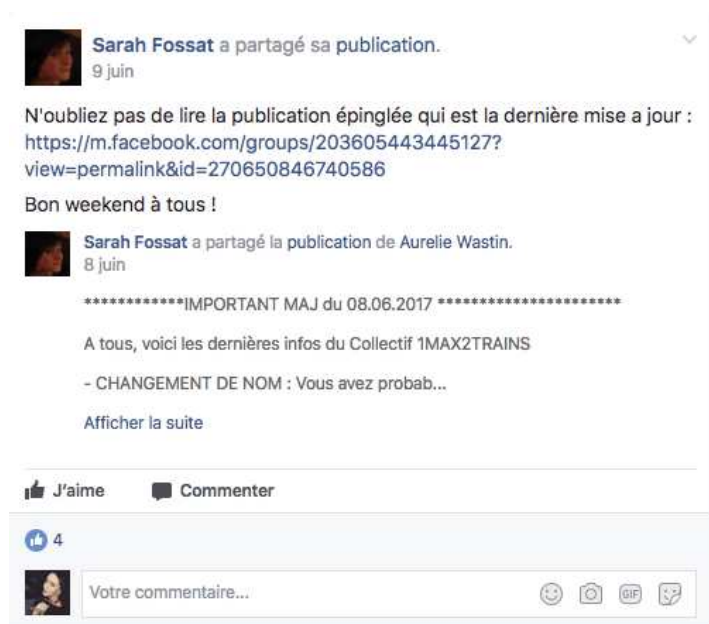 Sarah Fossat a partagé sa publication.
9 juin
N'oubliez pas de lire la publication épinglée qui est la dernière mise a jour :
https://m.facebook.com/groups/203605443445127?
view=permalink&id=270650846740586
Bon weekend à tous !
Sarah Fossat a partagé la publication de Aurelie Wastin.
8 juin
************IMPORTANT MAJ du 08.06.2017 **********************
A tous, voici les dernières infos du Collectif 1MAX2TRAINS
- CHANGEMENT DE NOM : Vous avez probab...
Afficher la suite
J'aime Commenter
4
Votre commentaire... GIF